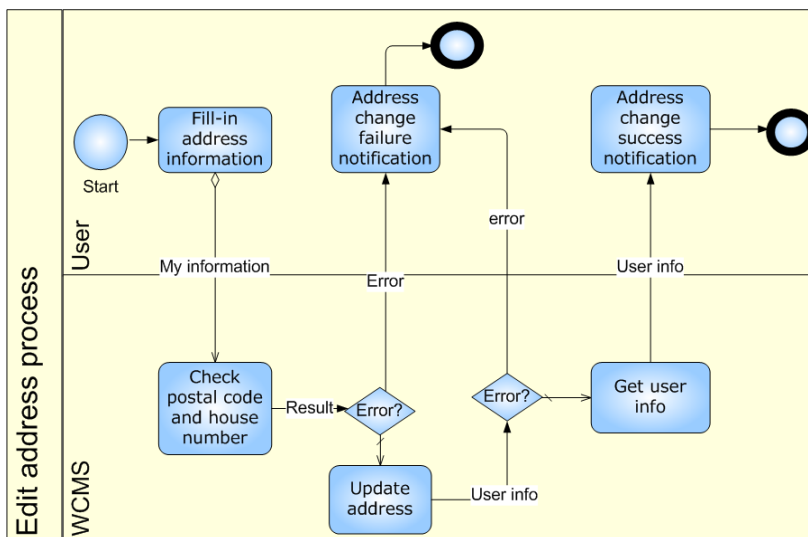 Edit address process
User
Start
Fill-in
address
information
Address
change
failure
notification
Address
change
success
notification
My information
Error
error
User info
WCMS
Check
postal code
and house
number
Result
Error?
Update
address
User info
Error?
Get user
info